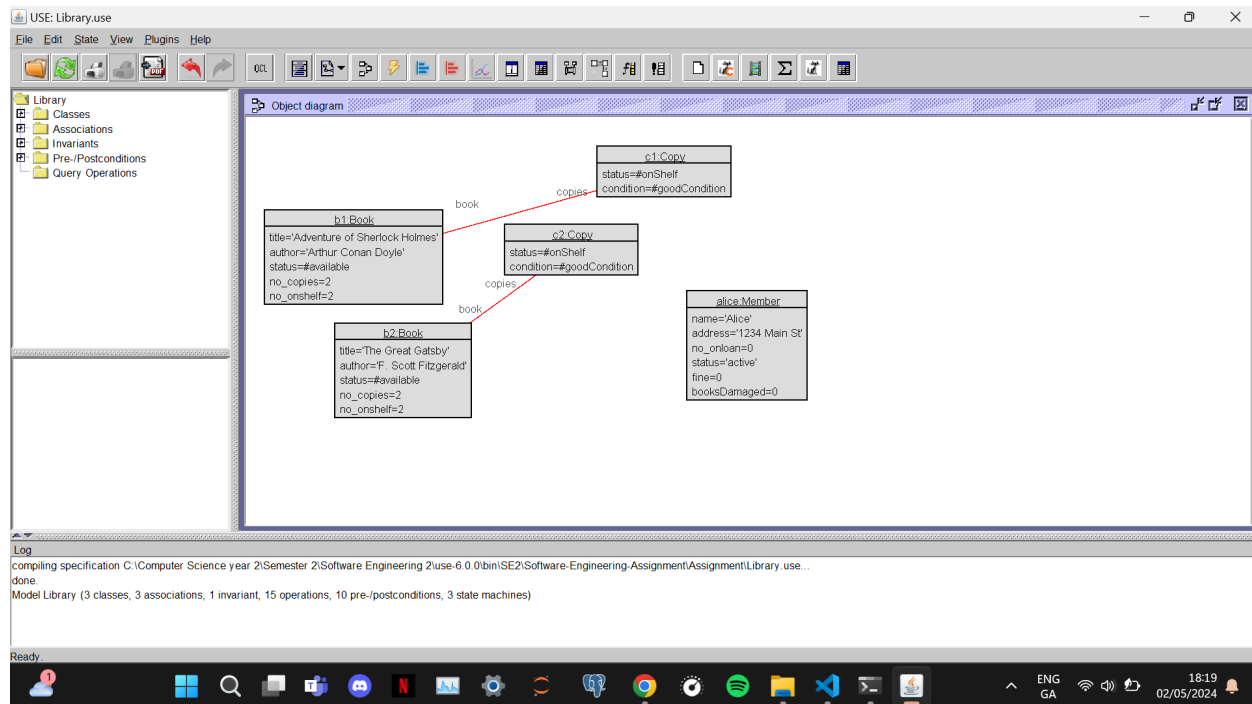 USE: Library.use
File Edit State View Plugins Help
OCL
Library
Classes
Associations
Invariants
Pre-/Postconditions
Query Operations
Object diagram
c1:Copy
status=#onShelf
condition=#goodCondition
copies
book
b1:Book
title='Adventure of Sherlock Holmes'
author='Arthur Conan Doyle'
status=#available
no_copies=2
no_onshelf=2
c2:Copy
status=#onShelf
condition=#goodCondition
copies
book
b2:Book
title='The Great Gatsby'
author='F. Scott Fitzgerald'
status=#available
no_copies=2
no_onshelf=2
alice:Member
name='Alice'
address='1234 Main St'
no_onloan=0
status='active'
fine=0
booksDamaged=0
Log
compiling specification C:\Computer Science year 2\Semester 2\Software Engineering 2\use-6.0.0\bin\SE2\Software-Engineering-Assignment\Assignment\Library.use...
done.
Model Library (3 classes, 3 associations, 1 invariant, 15 operations, 10 pre-/postconditions, 3 state machines)
Ready.
1
ENG
GA
18:19
02/05/2024